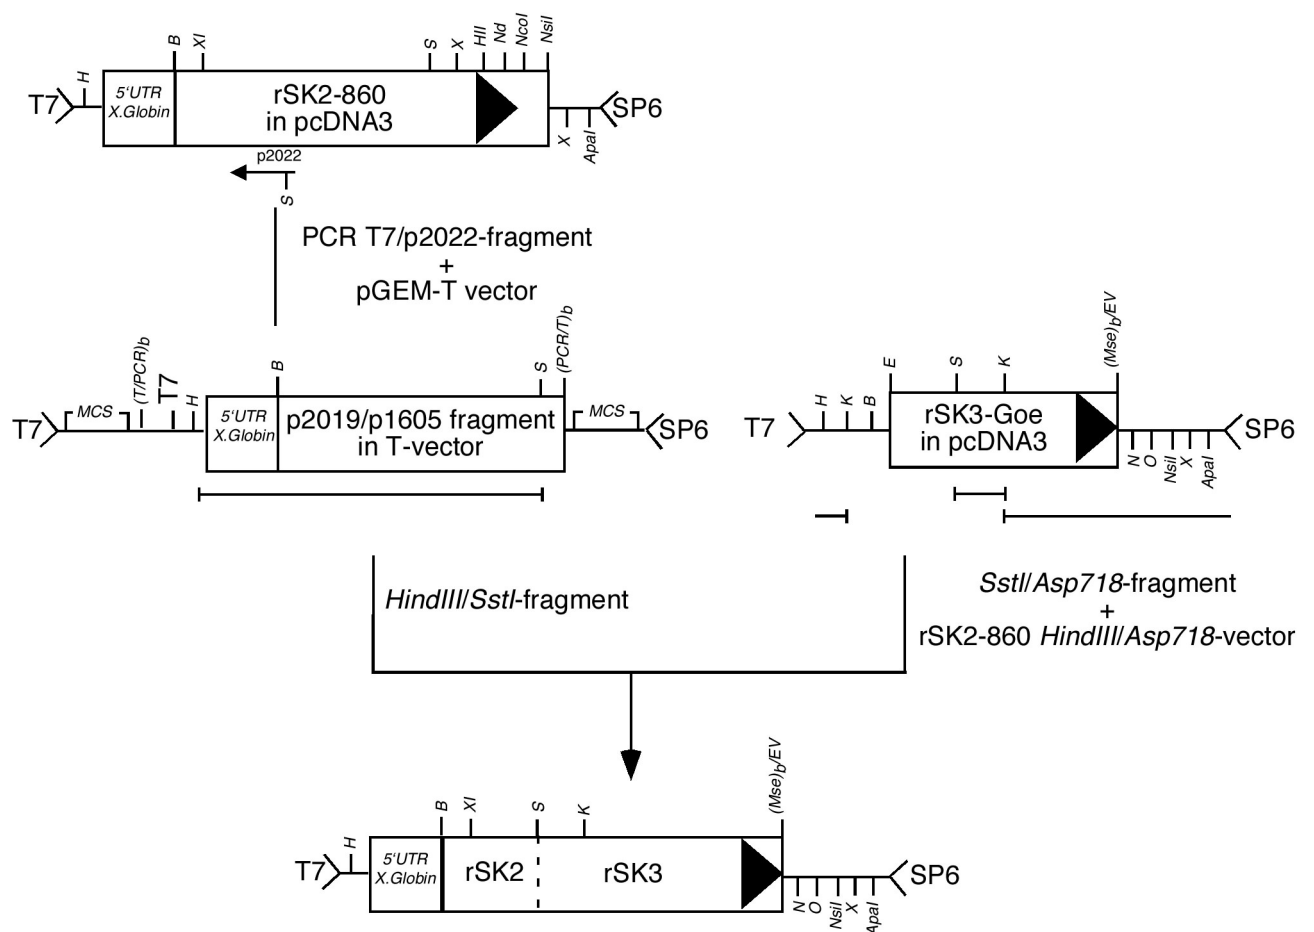 B XI S X HII Nd NcoI NsiI
T7 H 5'UTR X.Globin rSK2-860 in pcDNA3 SP6
X ApaI
p2022
S
PCR T7/p2022-fragment
+
pGEM-T vector
(T/PCR)b T7 B S (PCR/T)b
T7 MCS H 5'UTR X.Globin p2019/p1605 fragment in T-vector MCS SP6
E S K (Mse)b/EV
T7 H K B rSK3-Goe in pcDNA3 SP6
N O NsiI X ApaI
HindIII/SstI-fragment
SstI/Asp718-fragment
+
rSK2-860 HindIII/Asp718-vector
B XI S K (Mse)b/EV
T7 H 5'UTR X.Globin rSK2 rSK3 SP6
N O NsiI X ApaI